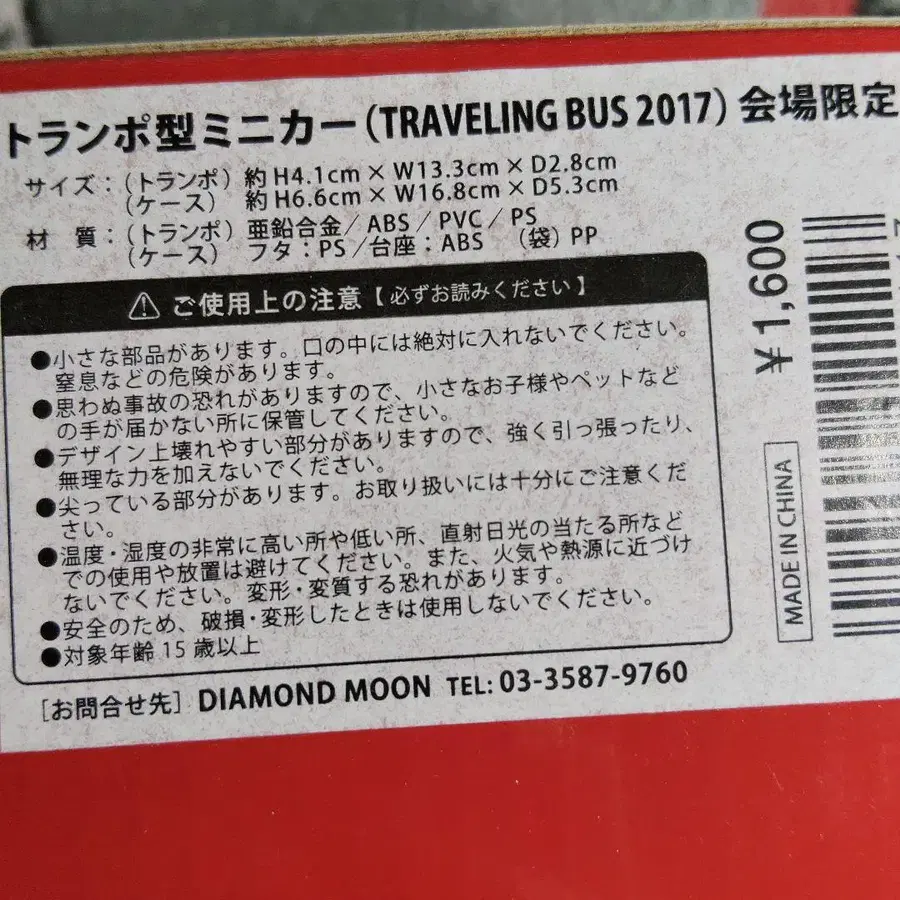 トランポ型ミニカー(TRAVELING BUS 2017) 会場限定
サイズ:(トランポ) 約 H4.1cm × W13.3cm × D2.8cm
(ケース) 約 H6.6cm × W16.8cm × D5.3cm
材 質:(トランポ) 亜鉛合金/ABS/PVC/PS
(ケース) フタ:PS/台座:ABS (袋) PP
⚠ ご使用上の注意【必ずお読みください】
●小さな部品があります。口の中には絶対に入れないでください。
窒息などの危険があります。
●思わぬ事故の恐れがありますので、小さなお子様やペットなど
の手が届かない所に保管してください。
●デザイン上壊れやすい部分がありますので、強く引っ張ったり、
無理な力を加えないでください。
●尖っている部分があります。お取り扱いには十分にご注意くだ
さい。
●温度・湿度の非常に高い所や低い所、直射日光の当たる所など
での使用や放置は避けてください。また、火気や熱源に近づけ
ないでください。変形・変質する恐れがあります。
●安全のため、破損・変形したときは使用しないでください。
●対象年齢 15 歳以上
[お問合せ先] DIAMOND MOON TEL: 03-3587-9760
¥1,600
MADE IN CHINA